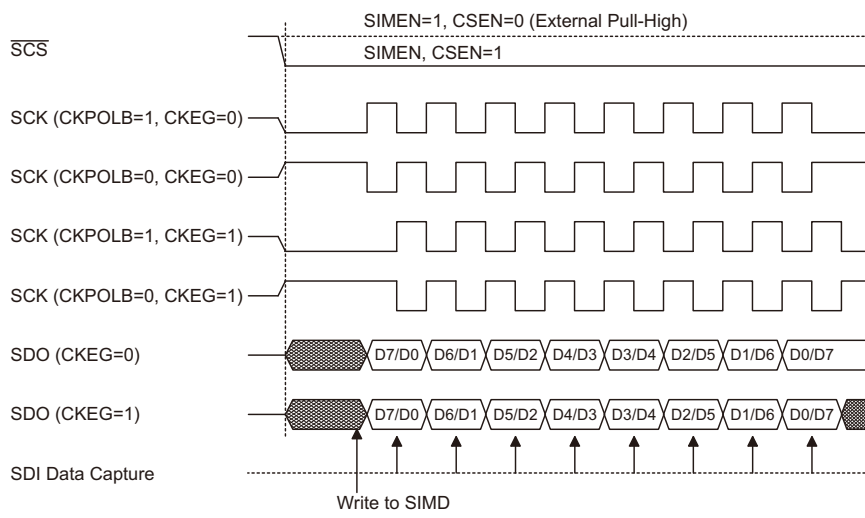 SIMEN=1, CSEN=0 (External Pull-High)
SCS
SIMEN, CSEN=1
SCK (CKPOLB=1, CKEG=0)
SCK (CKPOLB=0, CKEG=0)
SCK (CKPOLB=1, CKEG=1)
SCK (CKPOLB=0, CKEG=1)
SDO (CKEG=0) D7/D0 D6/D1 D5/D2 D4/D3 D3/D4 D2/D5 D1/D6 D0/D7
SDO (CKEG=1) D7/D0 D6/D1 D5/D2 D4/D3 D3/D4 D2/D5 D1/D6 D0/D7
SDI Data Capture
Write to SIMD